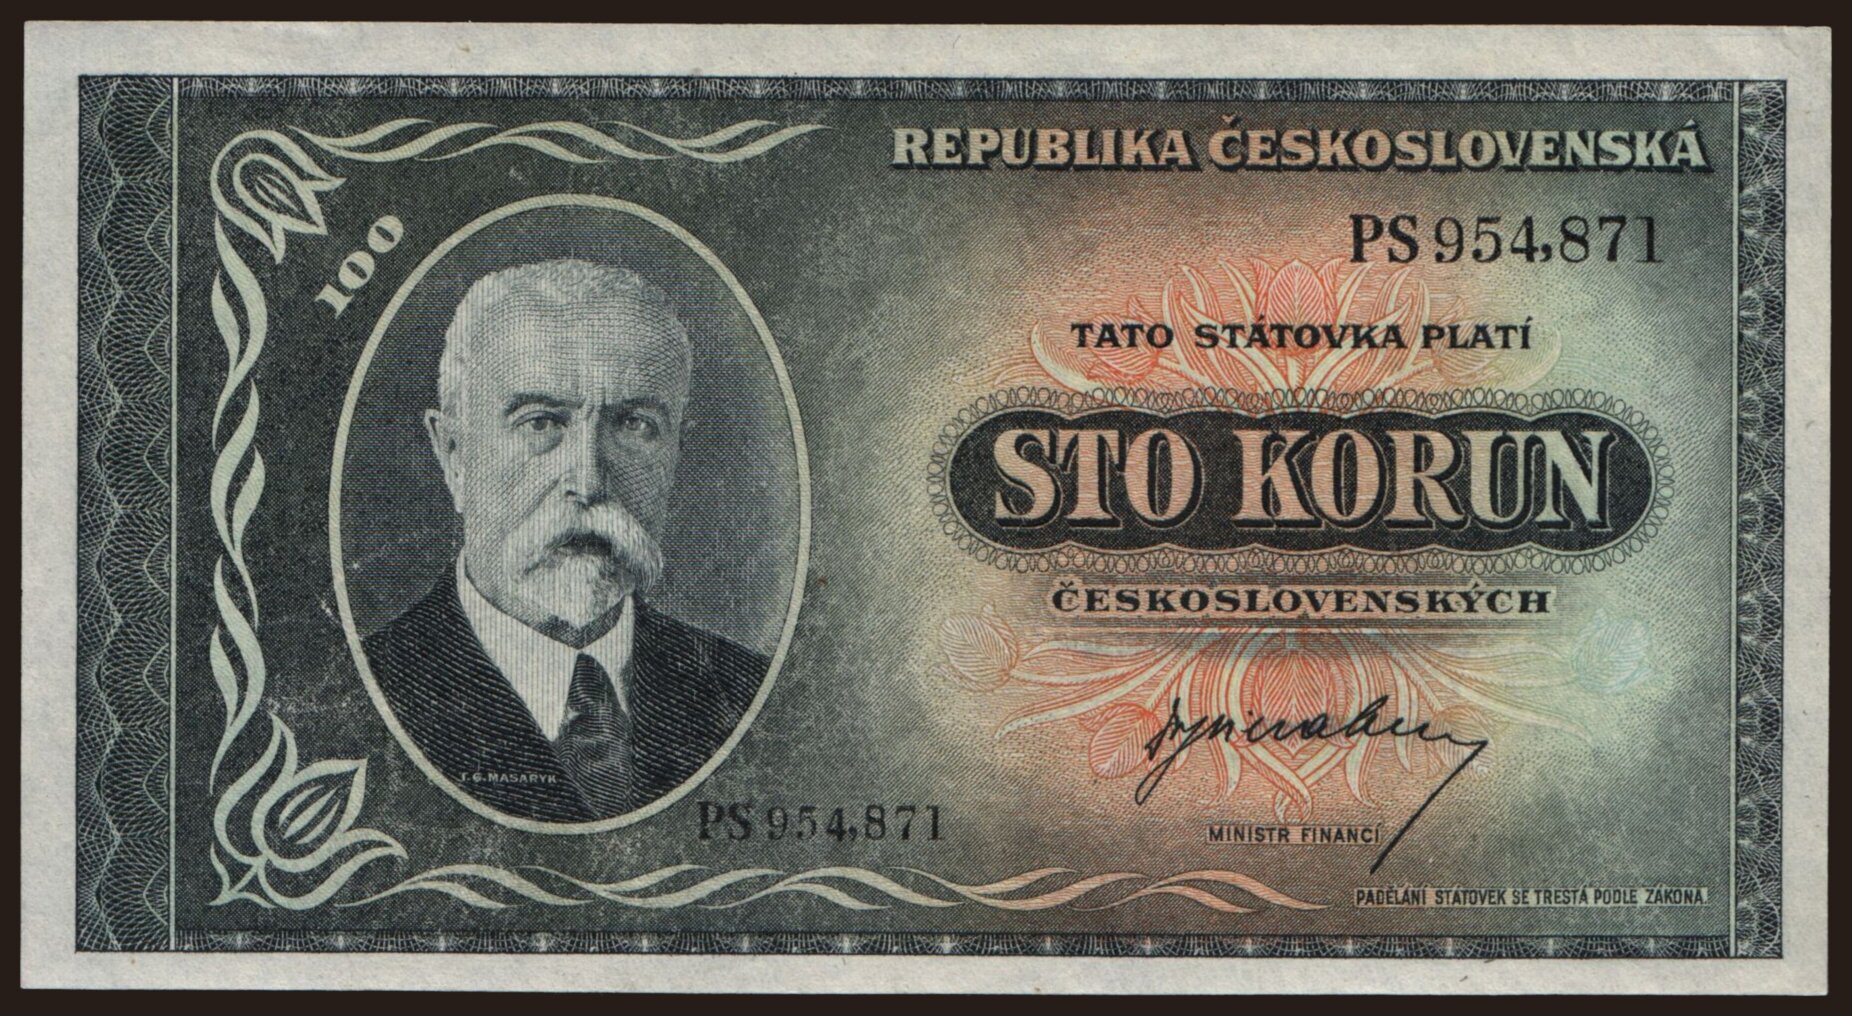 REPUBLIKA ČESKOSLOVENSKÁ
100
PS 954,871
TATO STÁTOVKA PLATÍ
STO KORUN
ČESKOSLOVENSKÝCH
T. G. MASARYK
PS 954,871
MINISTR FINANCÍ
PADĚLÁNÍ STÁTOVEK SE TRESTÁ PODLE ZÁKONA.